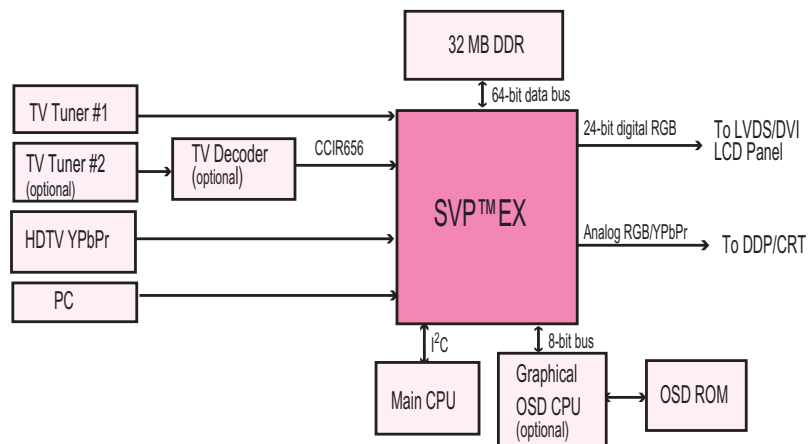 32 MB DDR
64-bit data bus
TV Tuner #1
24-bit digital RGB
To LVDS/DVI
LCD Panel
TV Tuner #2
(optional)
TV Decoder
(optional)
CCIR656
SVP™EX
HDTV YPbPr
Analog RGB/YPbPr
To DDP/CRT
PC
I²C
8-bit bus
Main CPU
Graphical
OSD CPU
(optional)
OSD ROM